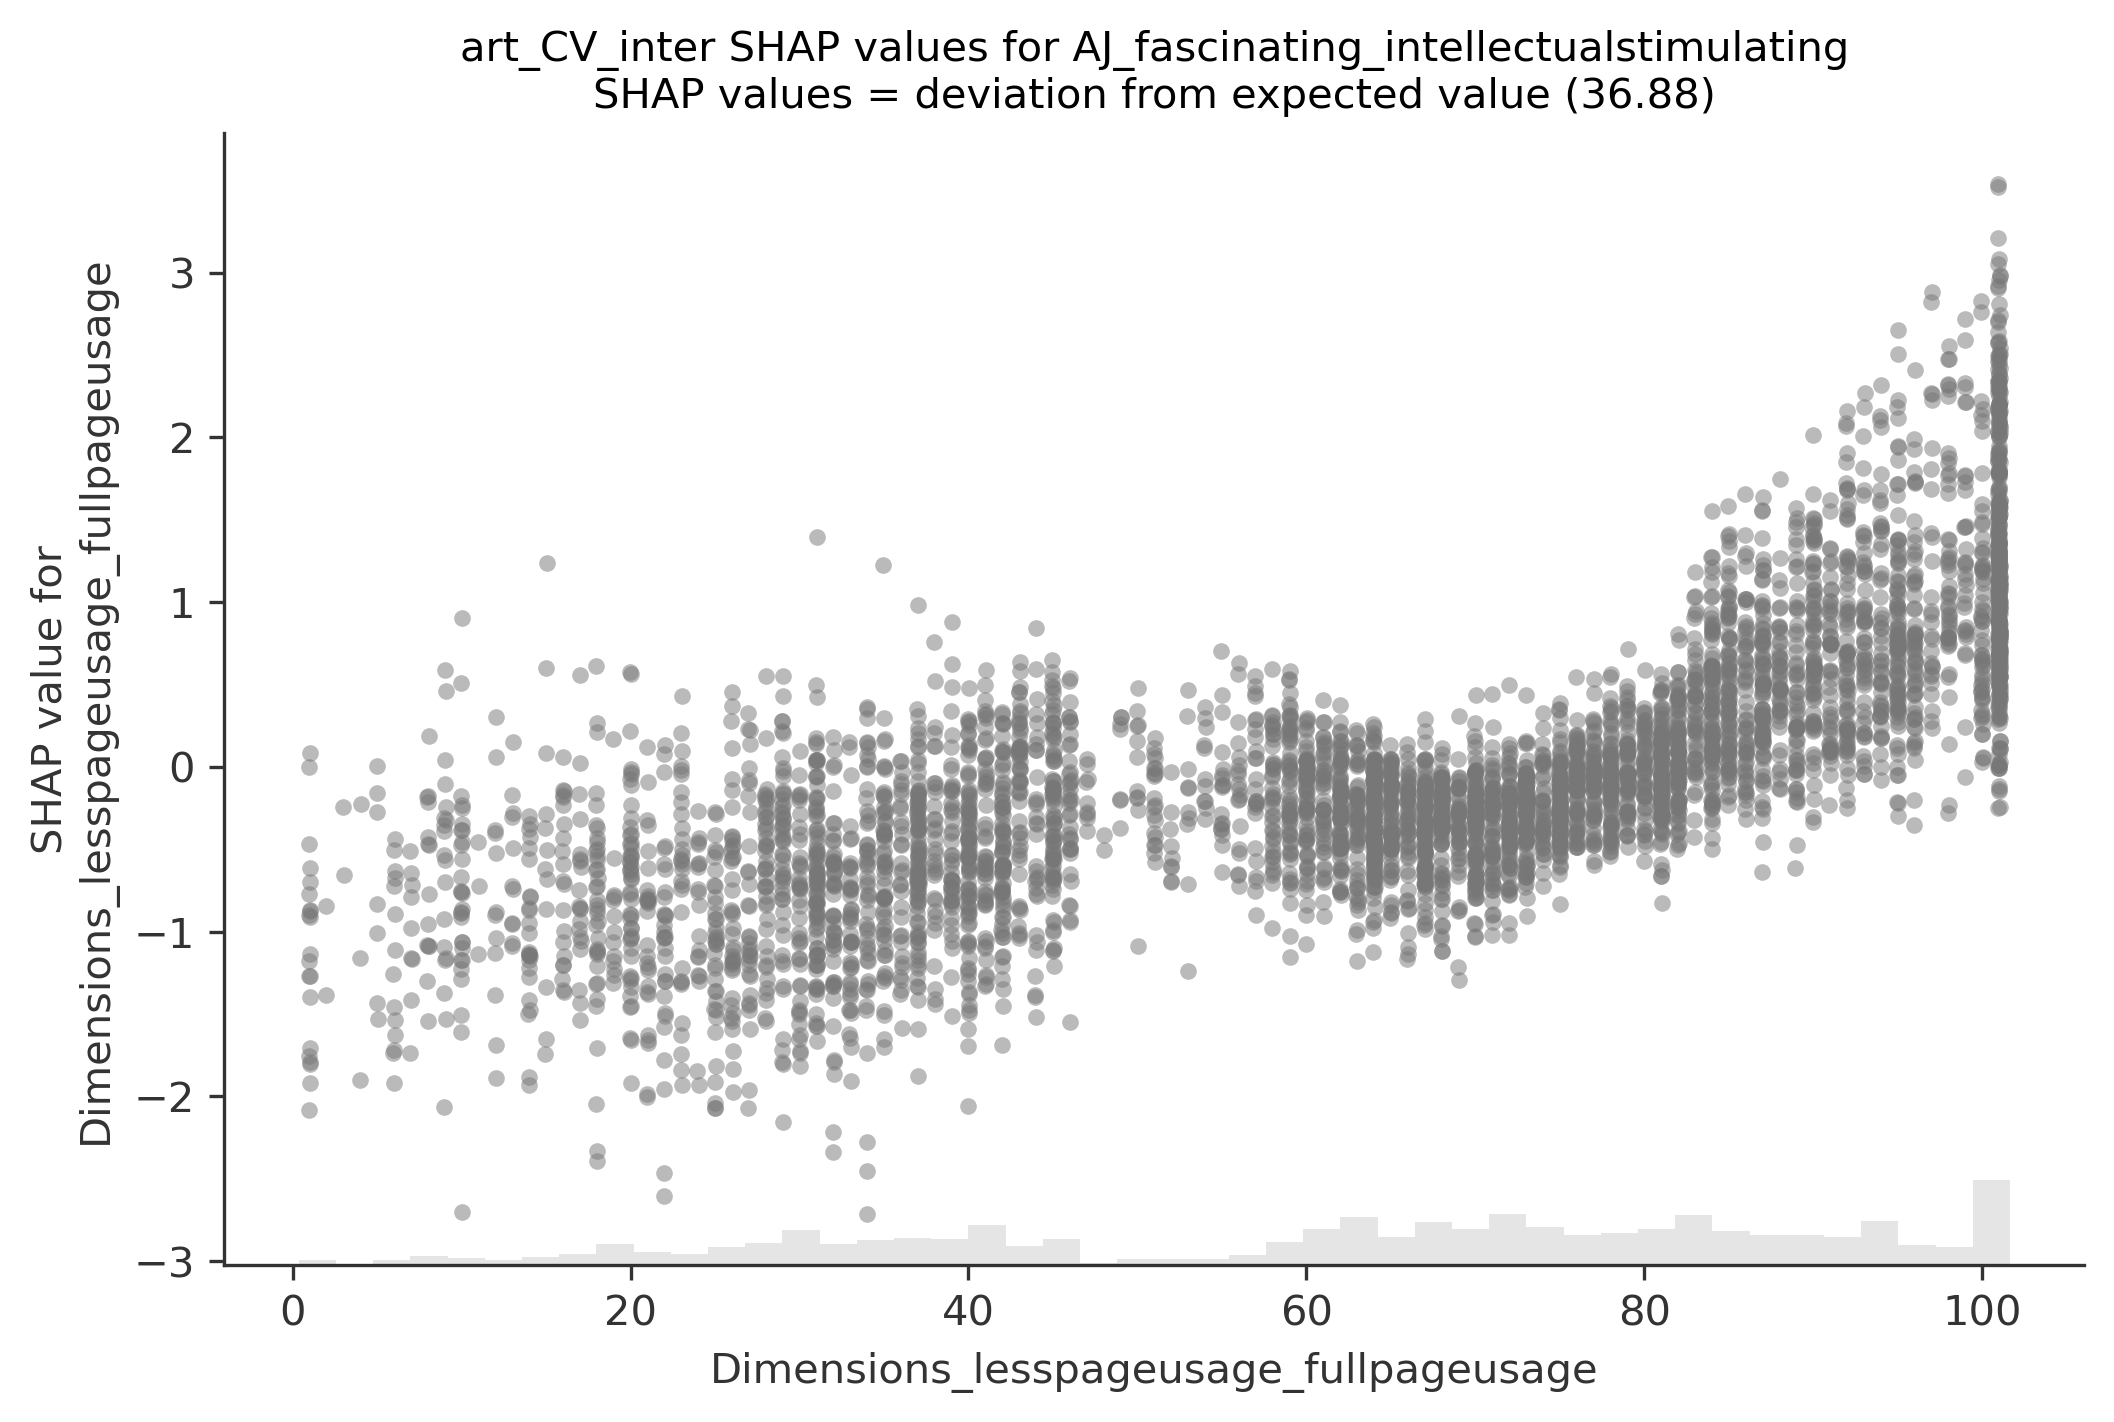 art_CV_inter SHAP values for AJ_fascinating_intellectualstimulating
SHAP values = deviation from expected value (36.88)
SHAP value for
Dimensions_lesspageusage_fullpageusage
3
2
1
0
−1
−2
−3
0 20 40 60 80 100
Dimensions_lesspageusage_fullpageusage